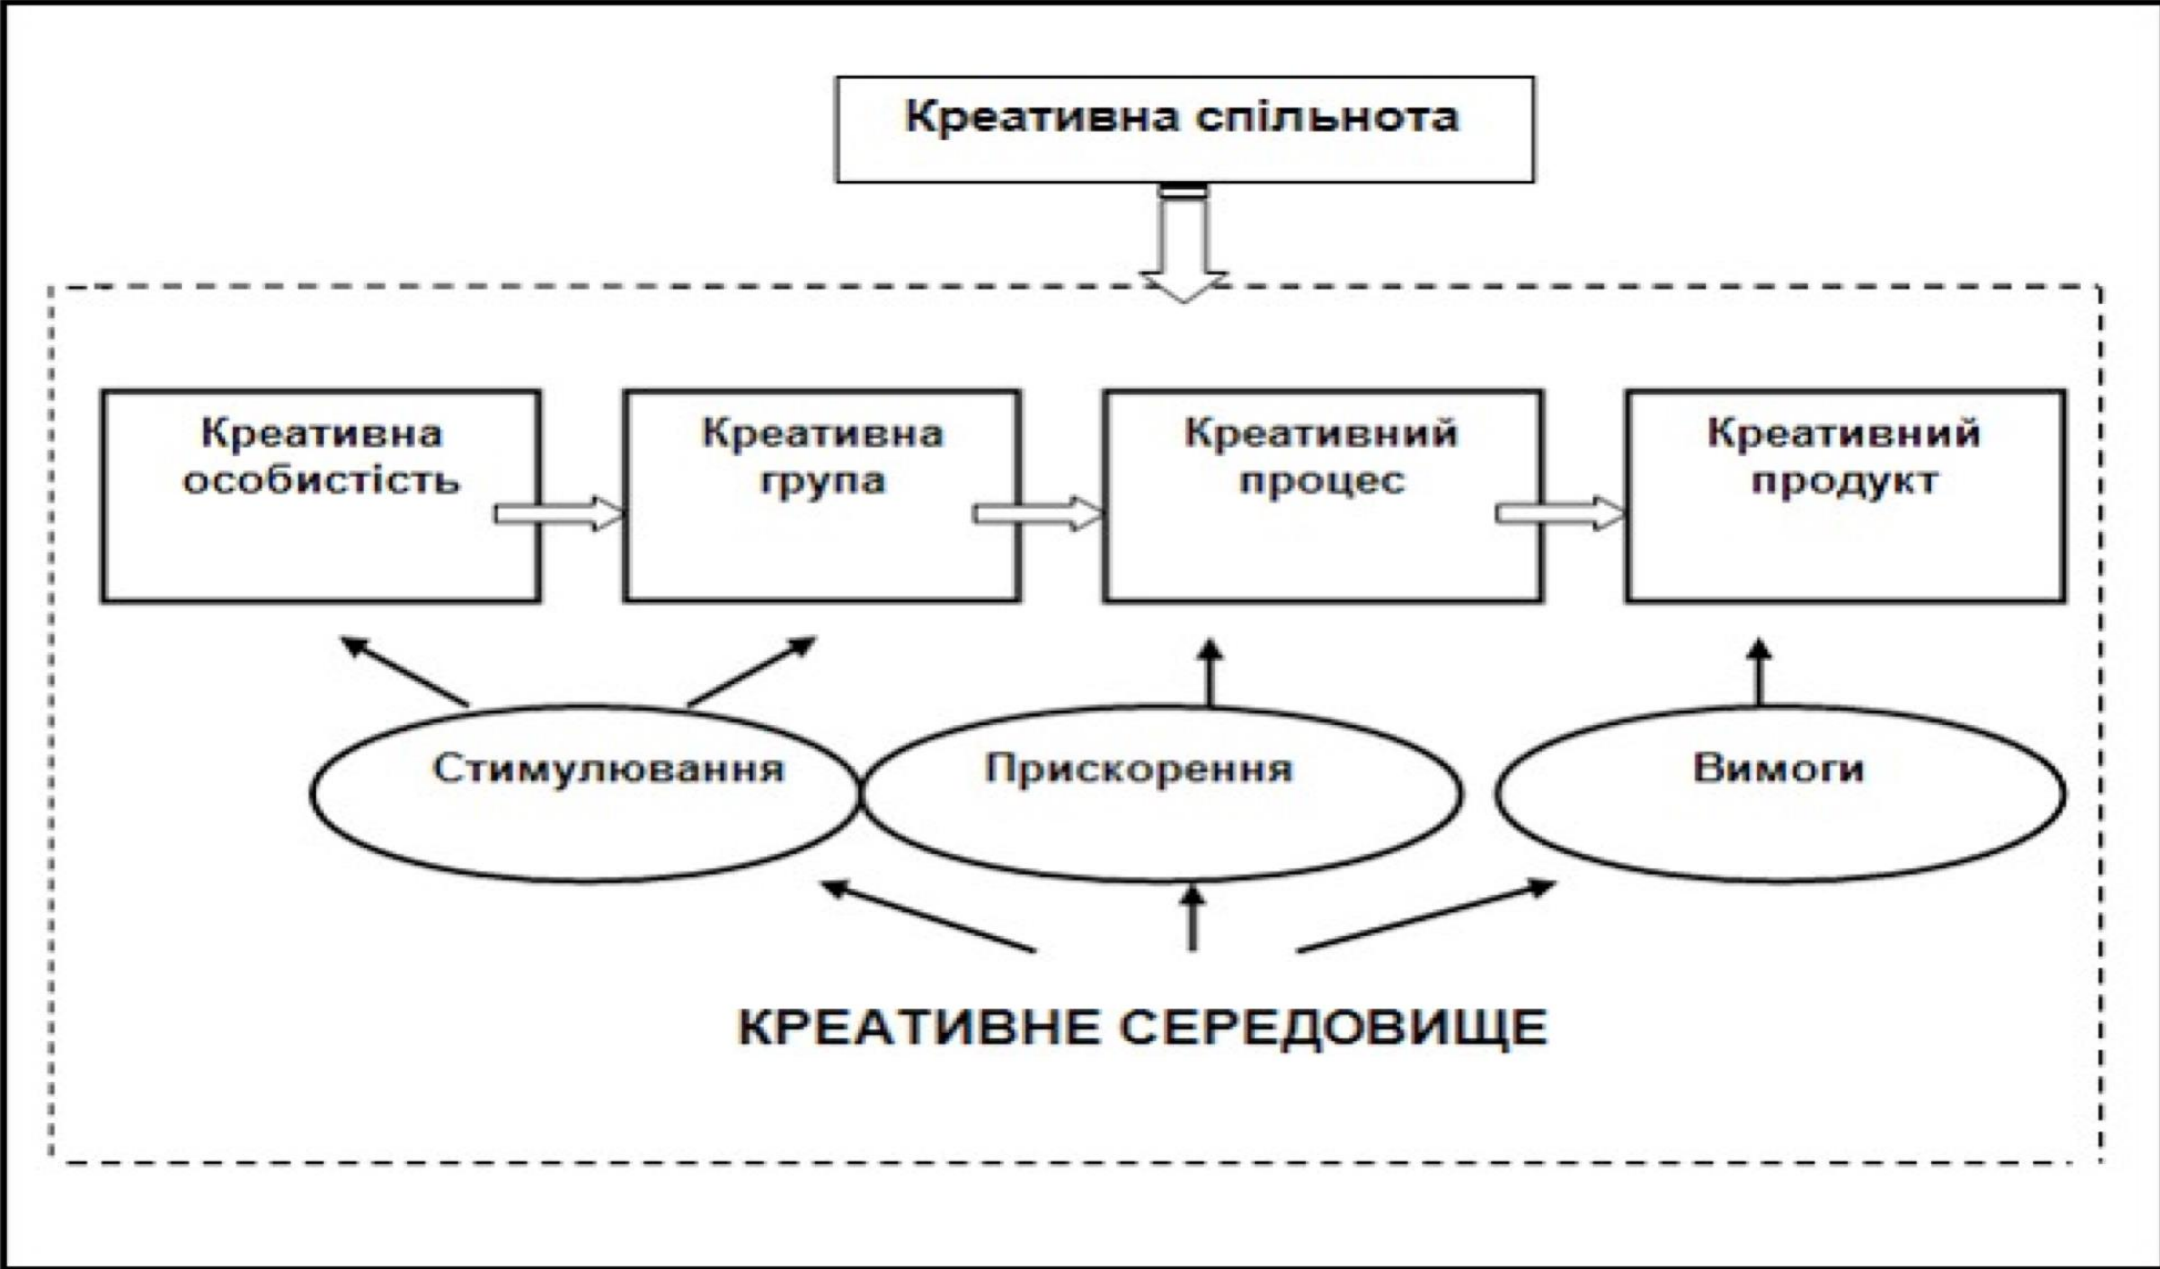 Креативна спільнота
Креативна
особистість
Креативна
група
Креативний
процес
Креативний
продукт
Стимулювання
Прискорення
Вимоги
КРЕАТИВНЕ СЕРЕДОВИЩЕ